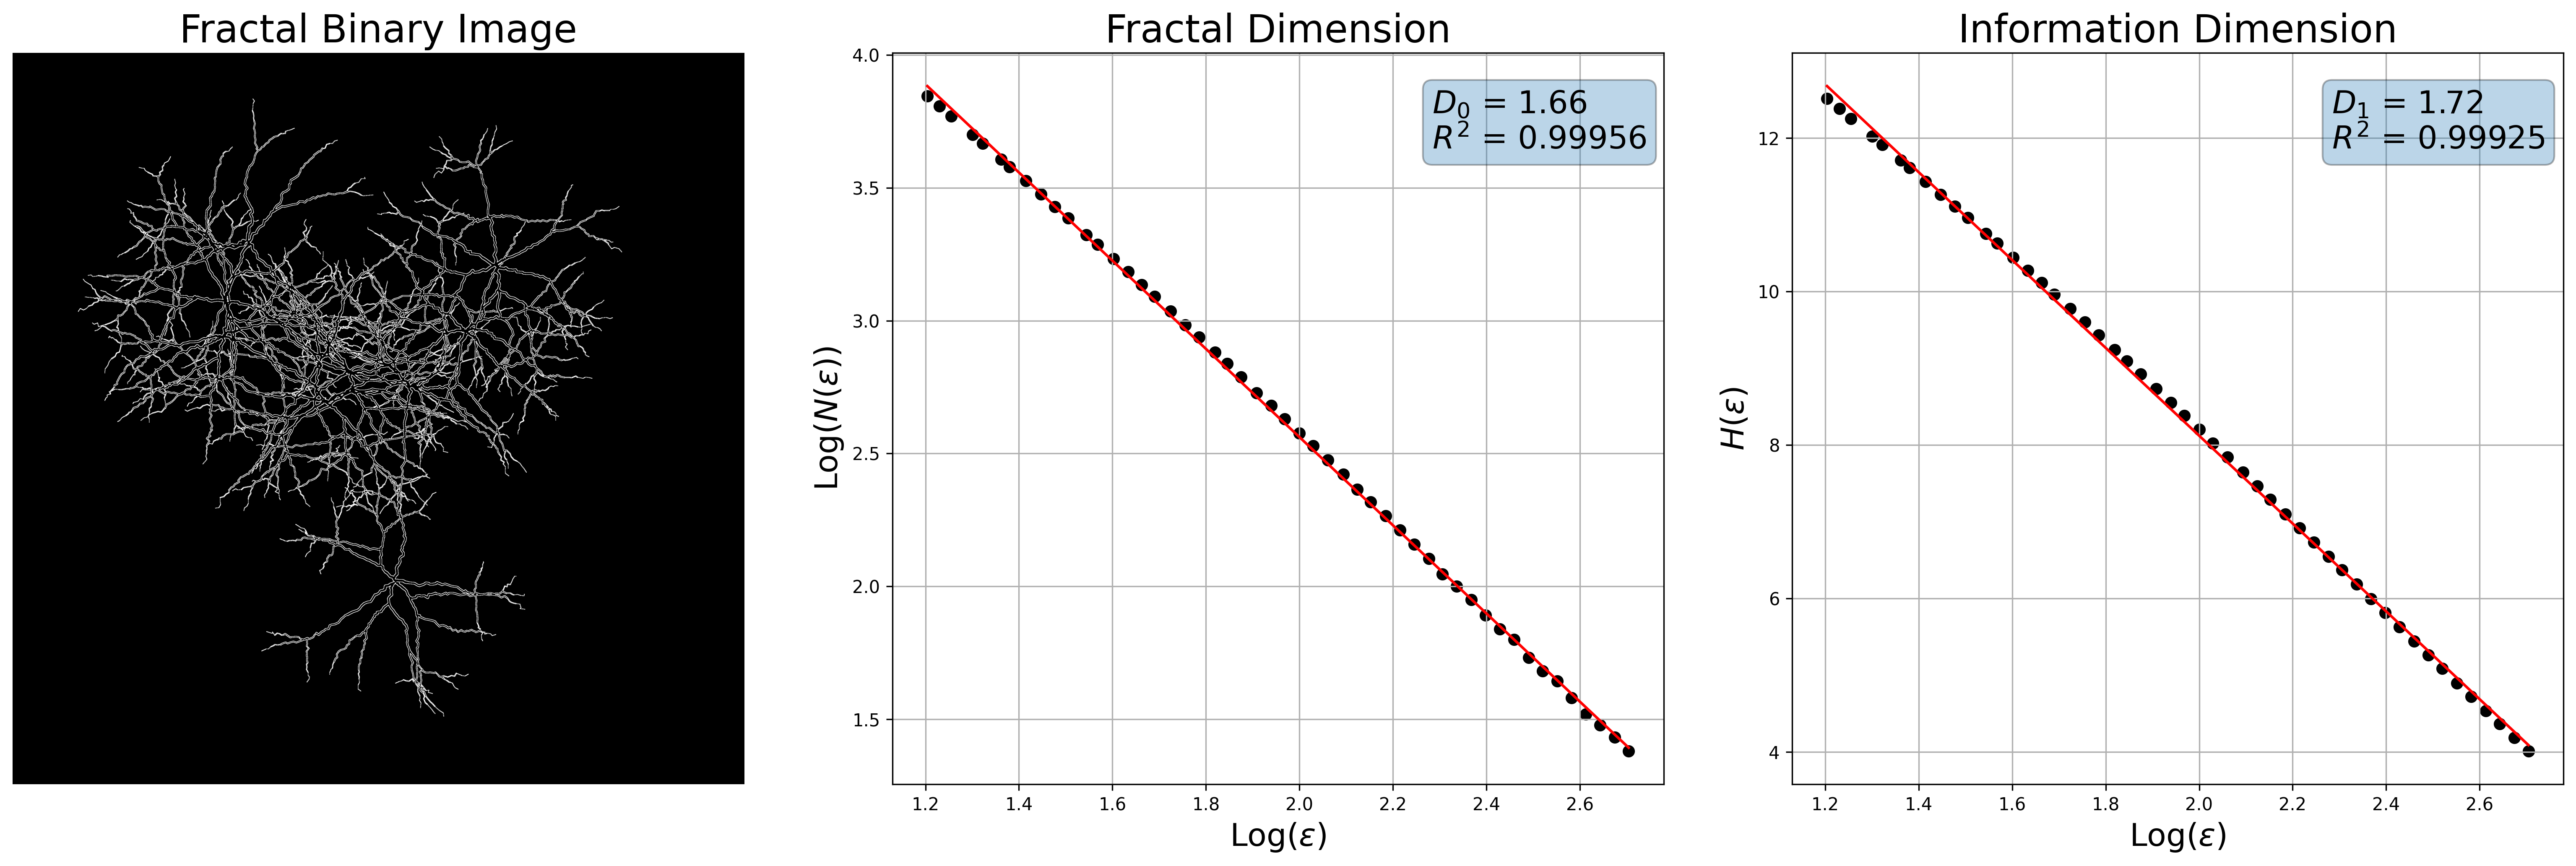 Fractal Binary Image
Fractal Dimension
D₀ = 1.66
R² = 0.99956
Log(N(ε))
4.0
3.5
3.0
2.5
2.0
1.5
1.2 1.4 1.6 1.8 2.0 2.2 2.4 2.6
Log(ε)
Information Dimension
D₁ = 1.72
R² = 0.99925
H(ε)
12
10
8
6
4
1.2 1.4 1.6 1.8 2.0 2.2 2.4 2.6
Log(ε)